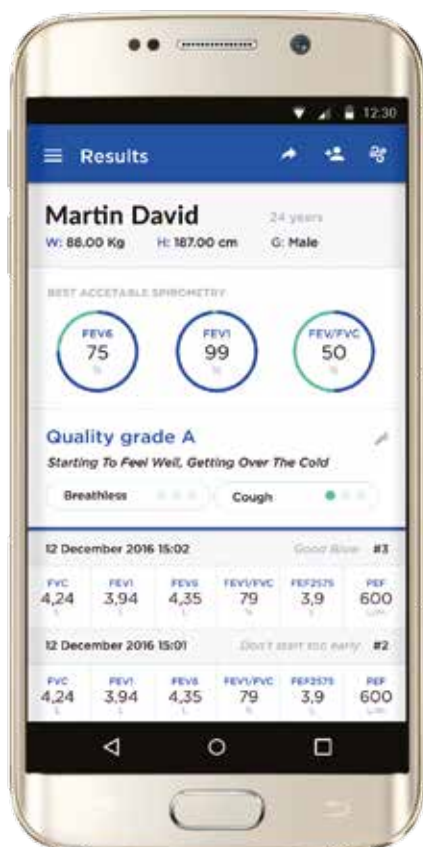 12:30
Results
Martin David 24 years
W: 88.00 Kg H: 187.00 cm G: Male
BEST ACCETABLE SPIROMETRY
FEV6 FEV1 FEV/FVC
75 99 50
% % %
Quality grade A
Starting To Feel Well, Getting Over The Cold
Breathless Cough
12 December 2016 15:02 Good Blow #3
FVC FEV1 FEV6 FEV1/FVC FEF2575 PEF
4,24 3,94 4,35 79 3,9 600
L L L % L L/m
12 December 2016 15:01 Don't start too early #2
FVC FEV1 FEV6 FEV1/FVC FEF2575 PEF
4,24 3,94 4,35 79 3,9 600
L L L % L L/m